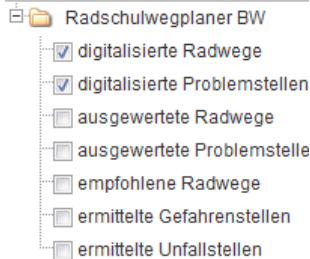 Radschulwegplaner BW
digitalisierte Radwege
digitalisierte Problemstellen
ausgewertete Radwege
ausgewertete Problemstelle
empfohlene Radwege
ermittelte Gefahrenstellen
ermittelte Unfallstellen